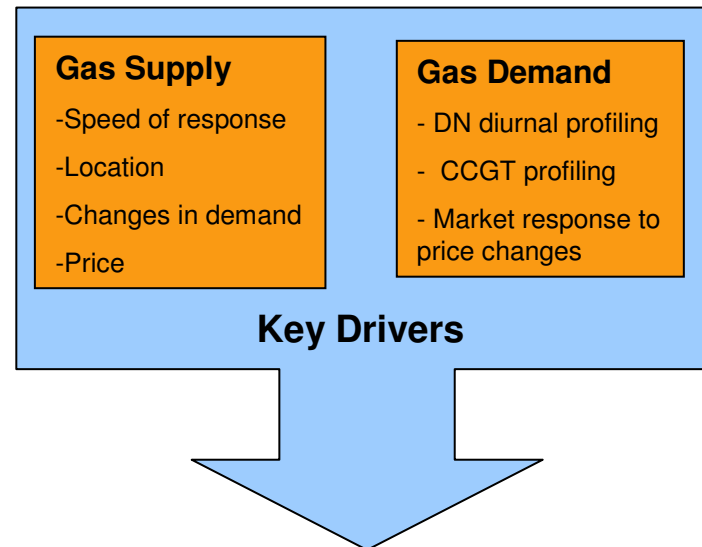 Gas Supply
-Speed of response
-Location
-Changes in demand
-Price
Gas Demand
- DN diurnal profiling
- CCGT profiling
- Market response to
price changes
Key Drivers